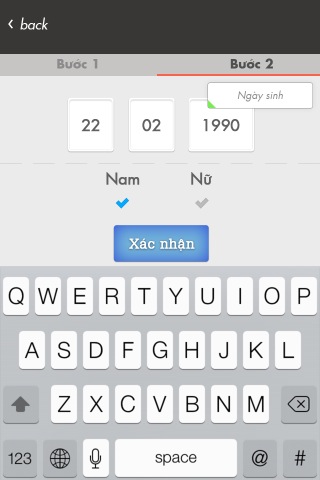 ‹ back
Bước 1 Bước 2
Ngày sinh
22 02 1990
Nam Nữ
Xác nhận
Q W E R T Y U I O P
A S D F G H J K L
Z X C V B N M
123 space @ #